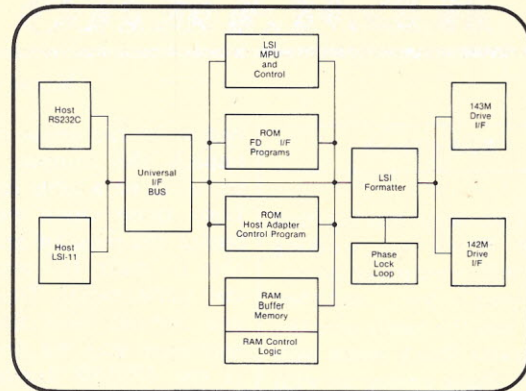 LSI
MPU
and
Control
Host
RS232C
143M
Drive
I/F
ROM
FD I/F
Programs
Universal
I/F
BUS
LSI
Formatter
ROM
Host Adapter
Control Program
Host
LSI-11
Phase
Lock
Loop
142M
Drive
I/F
RAM
Buffer
Memory
RAM Control
Logic